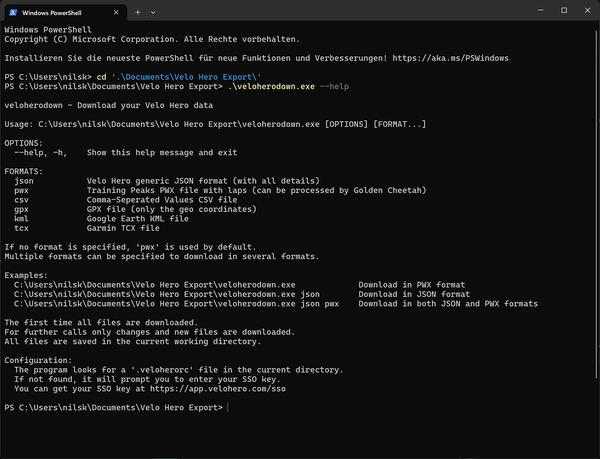 Windows PowerShell
Windows PowerShell
Copyright (C) Microsoft Corporation. Alle Rechte vorbehalten.
Installieren Sie die neueste PowerShell für neue Funktionen und Verbesserungen! https://aka.ms/PSWindows
PS C:\Users\nilsk> cd '.\Documents\Velo Hero Export\'
PS C:\Users\nilsk\Documents\Velo Hero Export> .\veloherodown.exe --help
veloherodown - Download your Velo Hero data
Usage: C:\Users\nilsk\Documents\Velo Hero Export\veloherodown.exe [OPTIONS] [FORMAT...]
OPTIONS:
--help, -h, Show this help message and exit
FORMATS:
json Velo Hero generic JSON format (with all details)
pwx Training Peaks PWX file with laps (can be processed by Golden Cheetah)
csv Comma-Seperated Values CSV file
gpx GPX file (only the geo coordinates)
kml Google Earth KML file
tcx Garmin TCX file
If no format is specified, 'pwx' is used by default.
Multiple formats can be specified to download in several formats.
Examples:
C:\Users\nilsk\Documents\Velo Hero Export\veloherodown.exe Download in PWX format
C:\Users\nilsk\Documents\Velo Hero Export\veloherodown.exe json Download in JSON format
C:\Users\nilsk\Documents\Velo Hero Export\veloherodown.exe json pwx Download in both JSON and PWX formats
The first time all files are downloaded.
For further calls only changes and new files are downloaded.
All files are saved in the current working directory.
Configuration:
The program looks for a '.veloherorc' file in the current directory.
If not found, it will prompt you to enter your SSO key.
You can get your SSO key at https://app.velohero.com/sso
PS C:\Users\nilsk\Documents\Velo Hero Export>